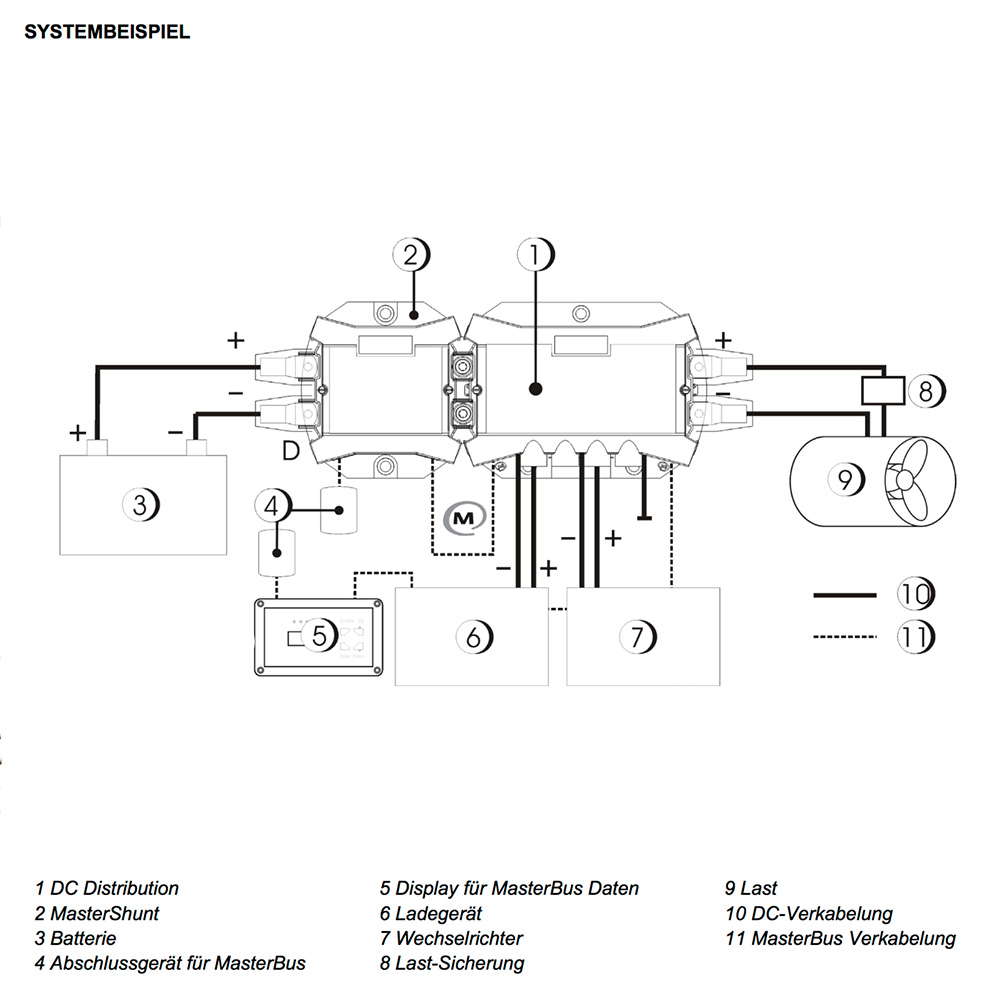 SYSTEMBEISPIEL
2
1
+
+
−
−
8
+
−
D
3
4
M
9
−
+
−
+
10
5
6
7
11
1 DC Distribution
2 MasterShunt
3 Batterie
4 Abschlussgerät für MasterBus
5 Display für MasterBus Daten
6 Ladegerät
7 Wechselrichter
8 Last-Sicherung
9 Last
10 DC-Verkabelung
11 MasterBus Verkabelung